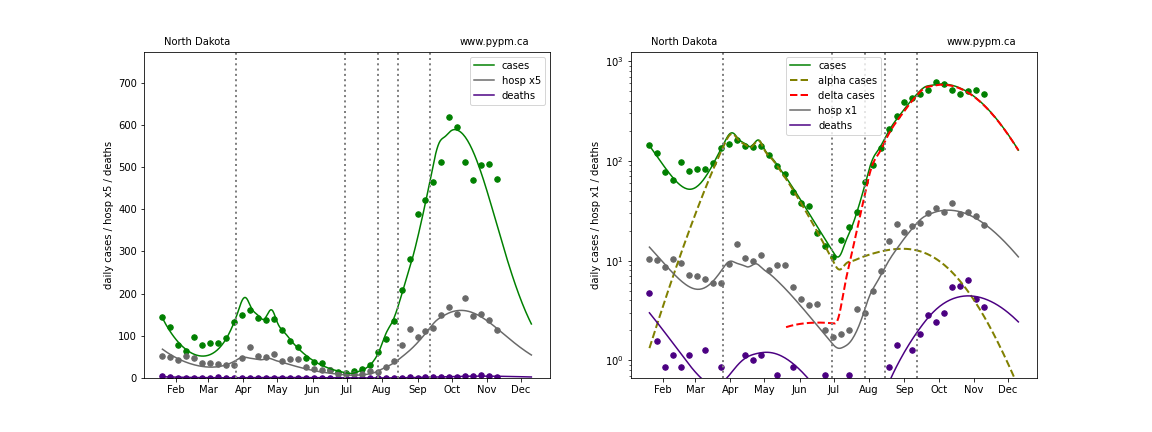 North Dakota
www.pypm.ca
cases
hosp x5
deaths
daily cases / hosp x5 / deaths
700
600
500
400
300
200
100
0
Feb Mar Apr May Jun Jul Aug Sep Oct Nov Dec
North Dakota
www.pypm.ca
cases
alpha cases
delta cases
hosp x1
deaths
daily cases / hosp x1 / deaths
10³
10²
10¹
10⁰
Feb Mar Apr May Jun Jul Aug Sep Oct Nov Dec